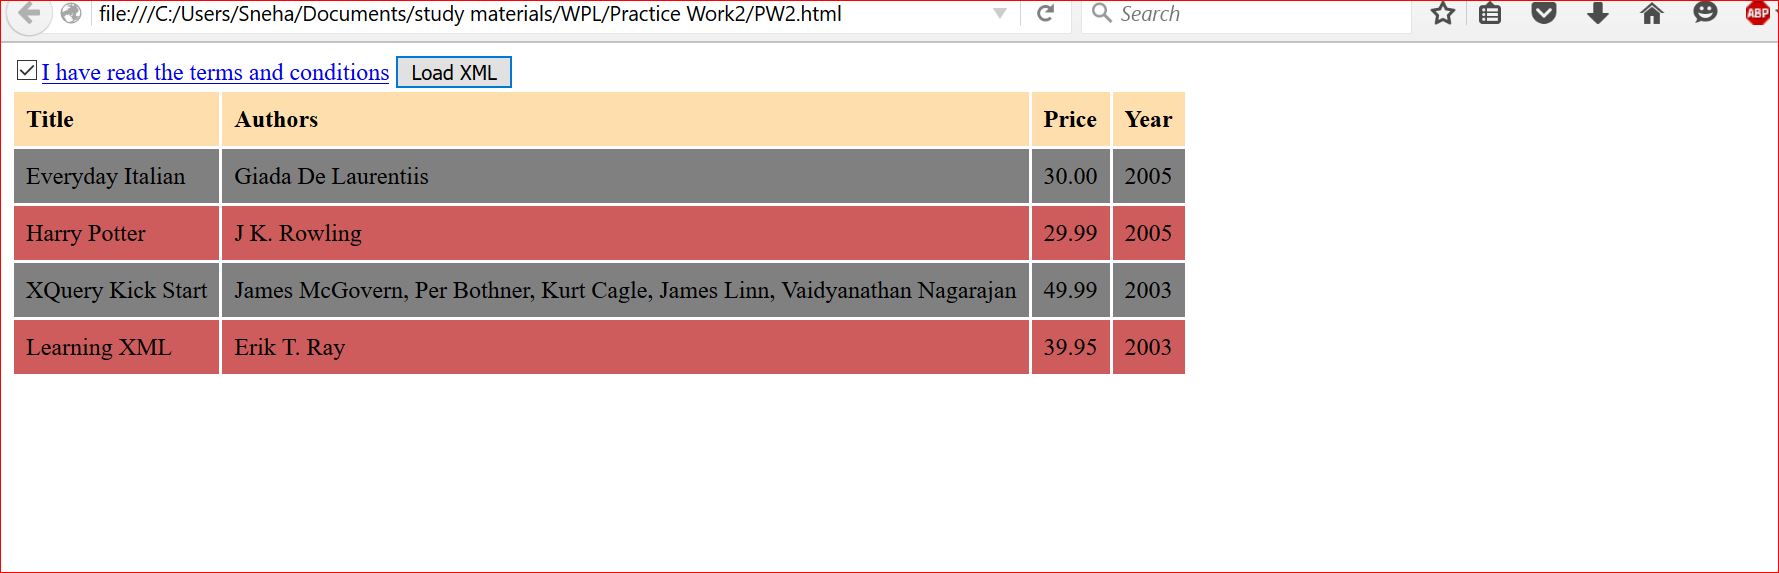 file:///C:/Users/Sneha/Documents/study materials/WPL/Practice Work2/PW2.html Search ABP
I have read the terms and conditions Load XML
Title Authors Price Year
Everyday Italian Giada De Laurentiis 30.00 2005
Harry Potter J K. Rowling 29.99 2005
XQuery Kick Start James McGovern, Per Bothner, Kurt Cagle, James Linn, Vaidyanathan Nagarajan 49.99 2003
Learning XML Erik T. Ray 39.95 2003